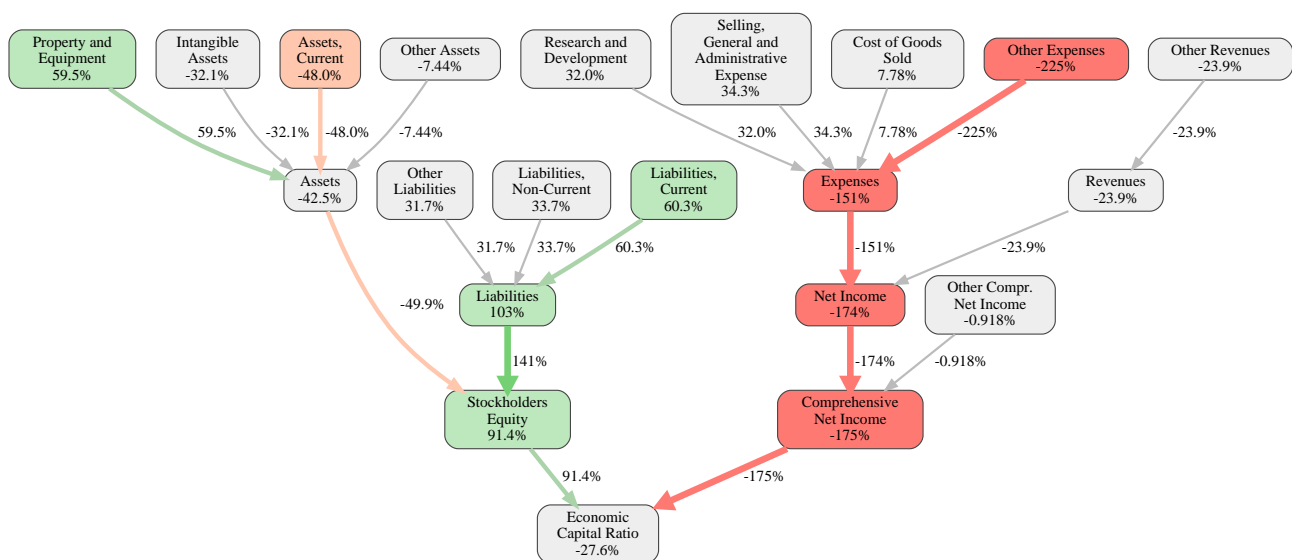 Property and
Equipment
59.5%
Intangible
Assets
-32.1%
Assets,
Current
-48.0%
Other Assets
-7.44%
Research and
Development
32.0%
Selling,
General and
Administrative
Expense
34.3%
Cost of Goods
Sold
7.78%
Other Expenses
-225%
Other Revenues
-23.9%
59.5%
-32.1%
-48.0%
-7.44%
32.0%
34.3%
7.78%
-225%
-23.9%
Assets
-42.5%
Other
Liabilities
31.7%
Liabilities,
Non-Current
33.7%
Liabilities,
Current
60.3%
Expenses
-151%
Revenues
-23.9%
31.7%
33.7%
60.3%
-151%
-23.9%
-49.9%
Liabilities
103%
Net Income
-174%
Other Compr.
Net Income
-0.918%
141%
-174%
-0.918%
Stockholders
Equity
91.4%
Comprehensive
Net Income
-175%
91.4%
-175%
Economic
Capital Ratio
-27.6%